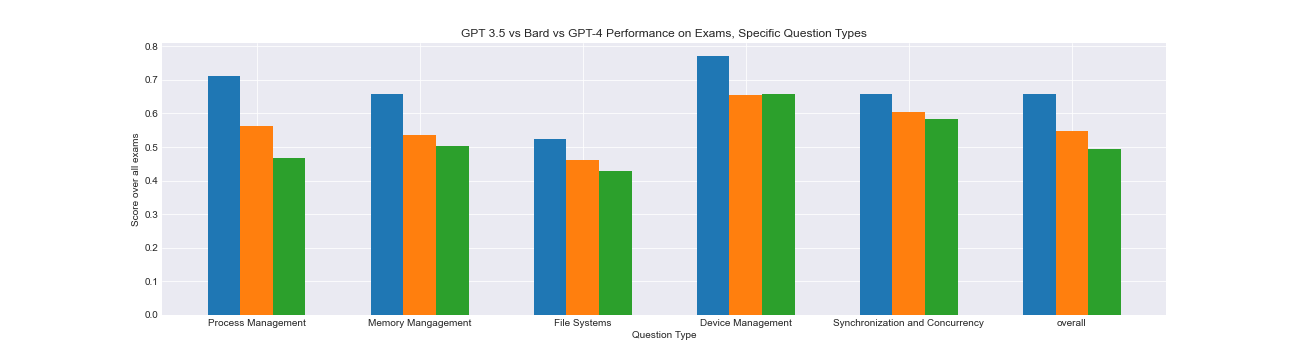 GPT 3.5 vs Bard vs GPT-4 Performance on Exams, Specific Question Types
Score over all exams
0.8
0.7
0.6
0.5
0.4
0.3
0.2
0.1
0.0
Process Management
Memory Mangagement
File Systems
Device Management
Synchronization and Concurrency
overall
Question Type